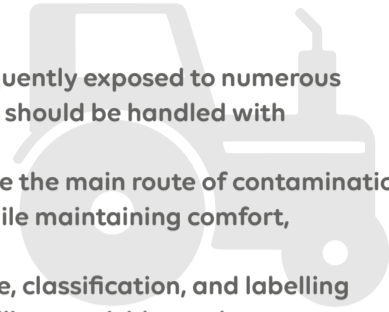 uently exposed to numerous
should be handled with
e the main route of contaminatio
ile maintaining comfort,
e, classification, and labelling